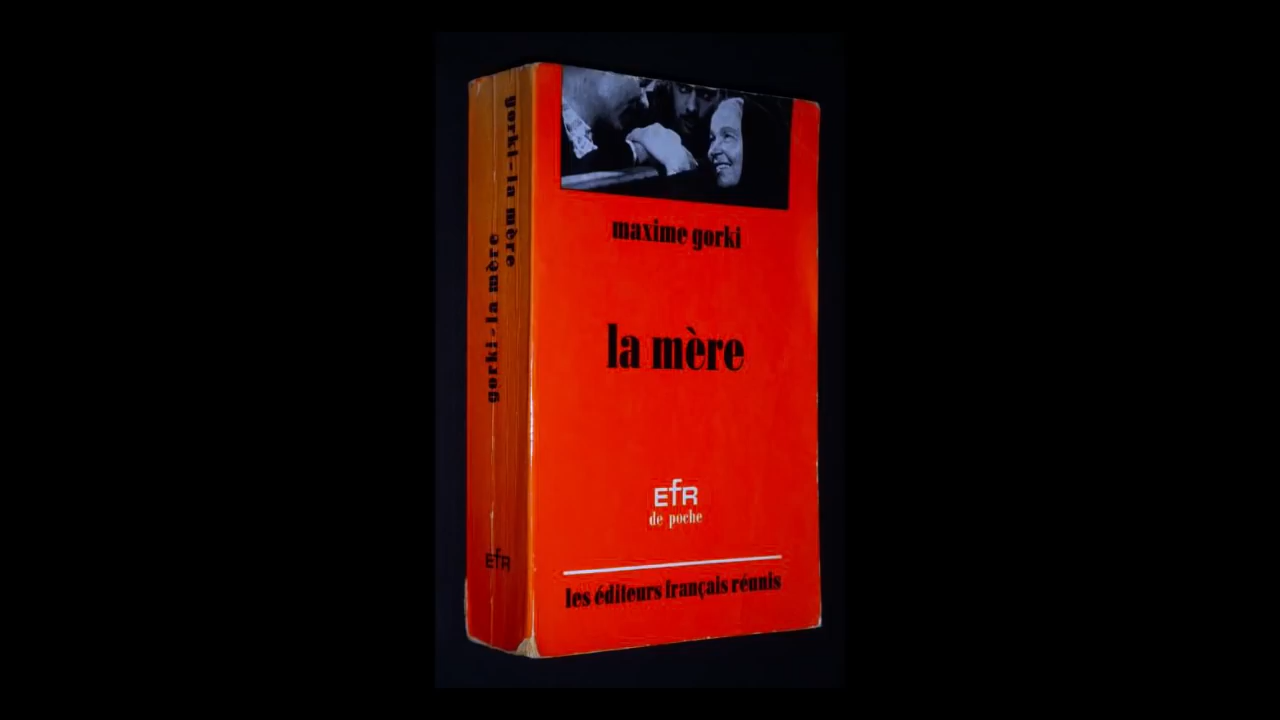 gorki - la mère
gorki - la mère
EfR
maxime gorki
la mère
EfR
de poche
les éditeurs français réunis